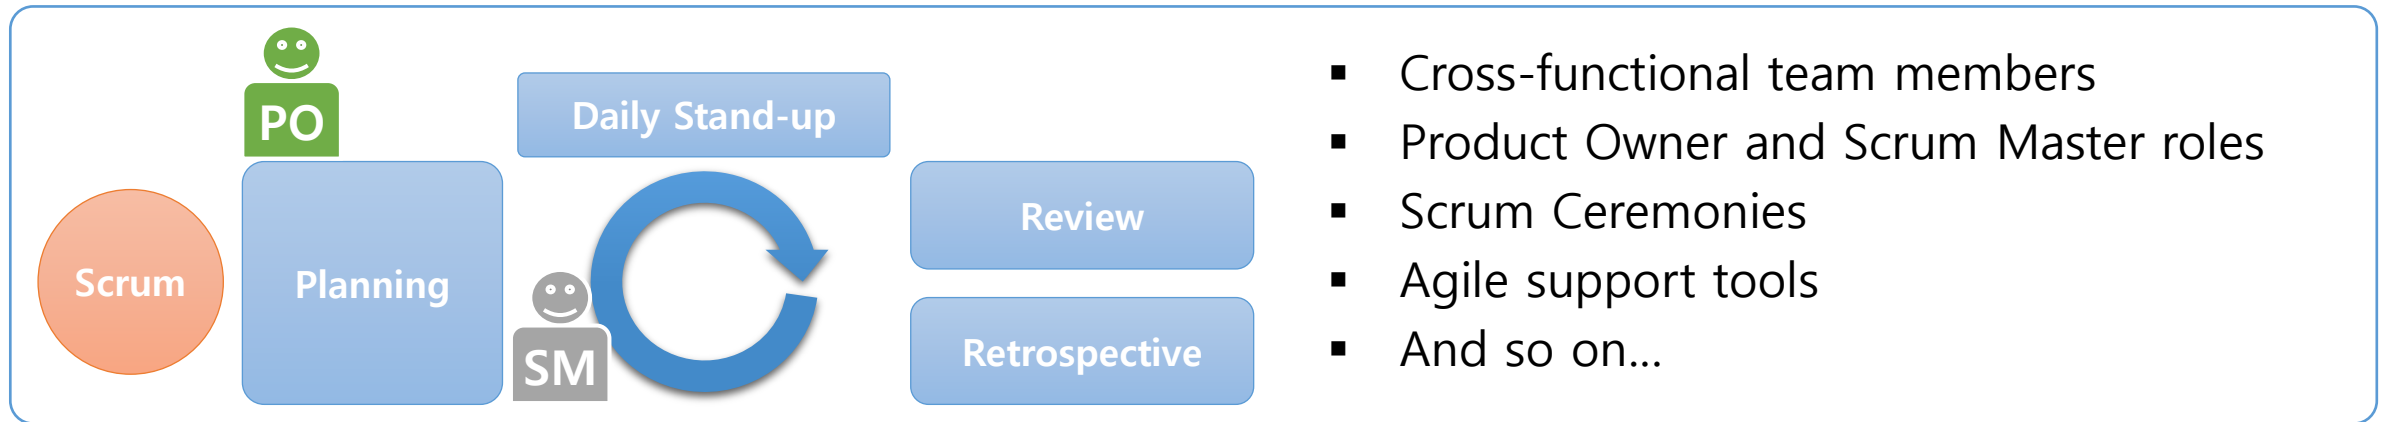 PO
Daily Stand-up
Scrum
Planning
SM
Review
Retrospective
▪ Cross-functional team members
▪ Product Owner and Scrum Master roles
▪ Scrum Ceremonies
▪ Agile support tools
▪ And so on...